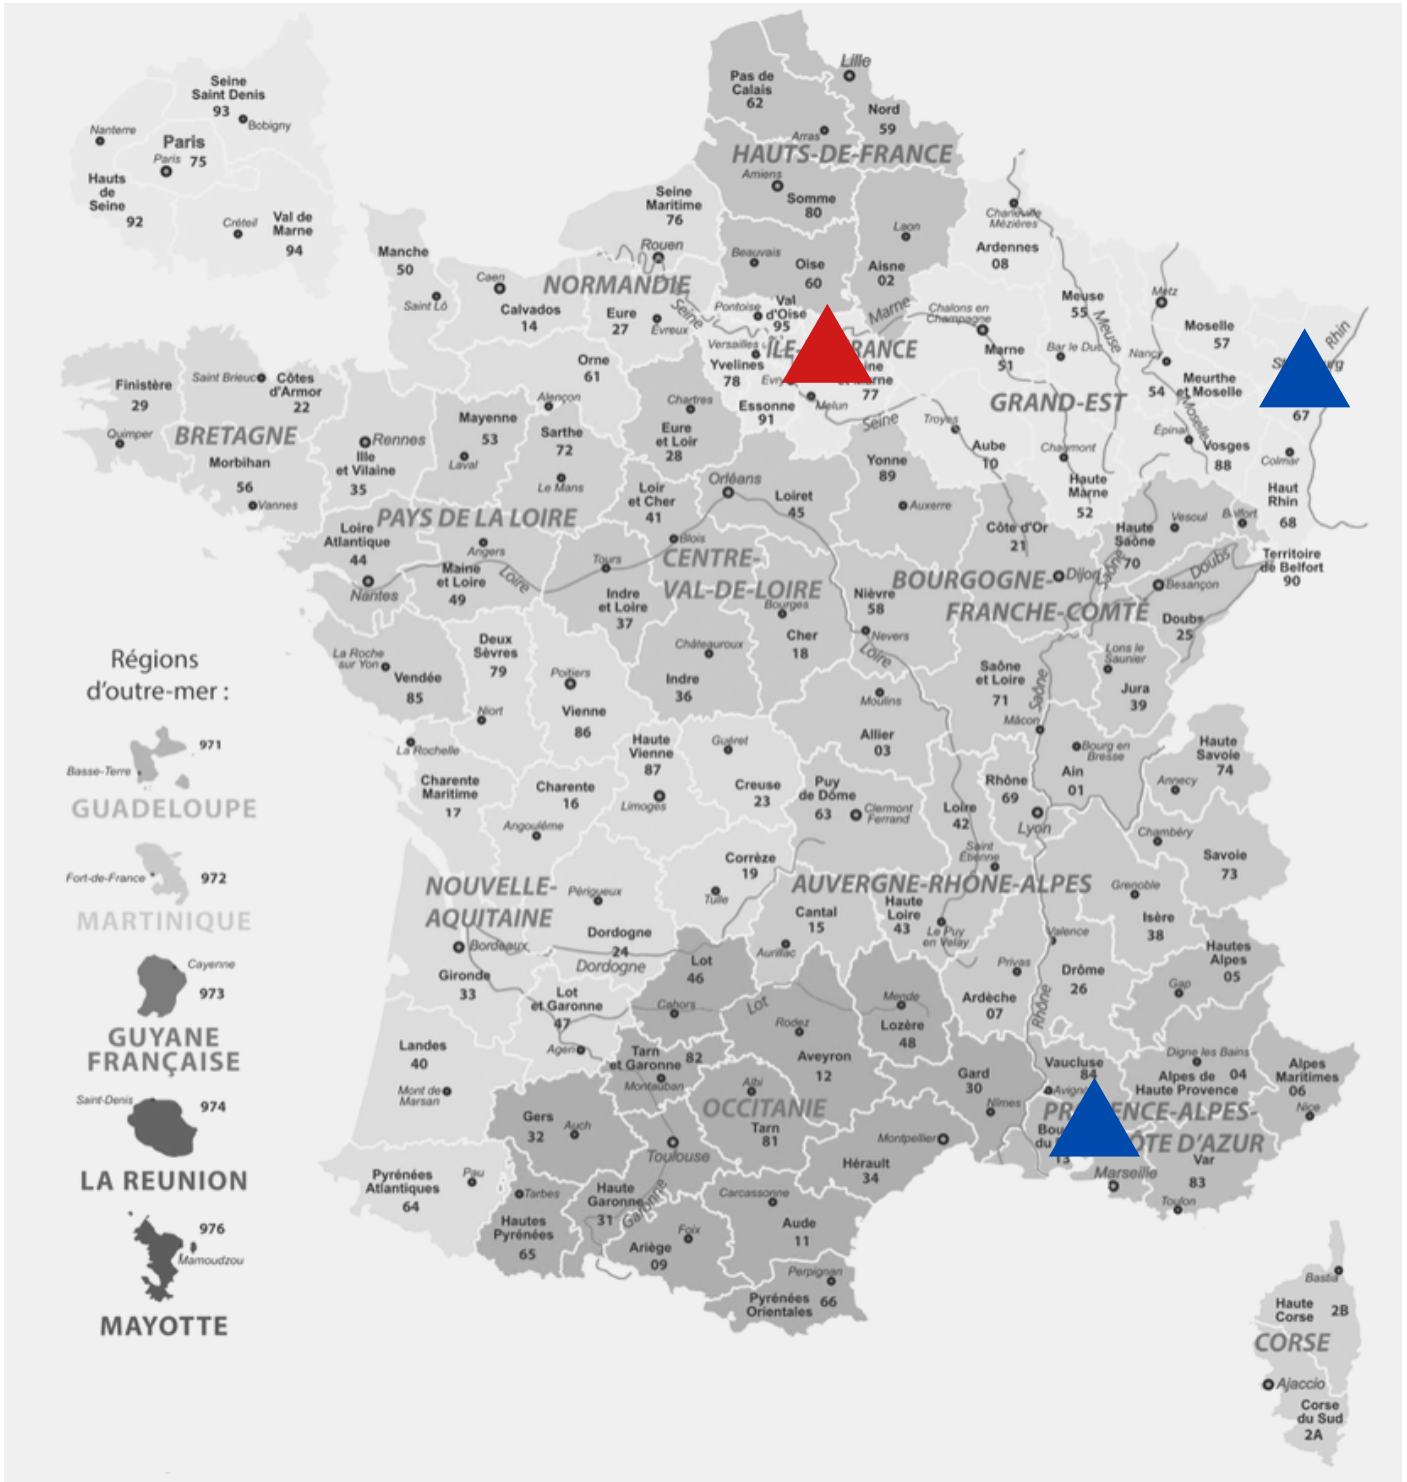 Seine
Saint Denis
93
Bobigny
Nanterre
Paris
Paris 75
Hauts
de
Seine
92
Créteil
Val de
Marne
94
Lille
Pas de
Calais
62
Nord
59
Arras
HAUTS-DE-FRANCE
Amiens
Somme
80
Seine
Maritime
76
Rouen
Laon
Aisne
02
Beauvais
Oise
60
Charleville
Mézières
Ardennes
08
Manche
50
Saint Lô
Caen
Calvados
14
NORMANDIE
Eure
27
Evreux
Seine
Orne
61
Alençon
Pontoise
Val
d'Oise
95
Versailles
Yvelines
78
Essonne
91
Melun
77
Marne
Seine
Chalons en
Champagne
Marne
51
Meuse
55
Meuse
Bar le Duc
Metz
Moselle
57
Nancy
54
Meurthe
et Moselle
Moselle
Rhin
67
GRAND-EST
Troyes
Aube
10
Chaumont
Haute
Marne
52
Épinal
Vosges
88
Colmar
Haut
Rhin
68
Finistère
29
Quimper
Saint Brieuc
Côtes
d'Armor
22
BRETAGNE
Morbihan
56
Vannes
Rennes
Ille
et Vilaine
35
Mayenne
53
Laval
Sarthe
72
Le Mans
Chartres
Eure
et Loir
28
PAYS DE LA LOIRE
Loire
Atlantique
44
Nantes
Angers
Maine
et Loire
49
Loire
Tours
Indre
et Loire
37
Loir
et Cher
41
Blois
Orléans
Loiret
45
CENTRE-
VAL-DE-LOIRE
Bourges
Cher
18
Châteauroux
Indre
36
Yonne
89
Auxerre
Côte d'Or
21
Dijon
BOURGOGNE-
FRANCHE-COMTÉ
Nièvre
58
Nevers
Loire
Haute
Saône
70
Vesoul
Belfort
Saône
Besançon
Doubs
Doubs
25
Territoire
de Belfort
90
Lons le
Saunier
Jura
39
Saône
et Loire
71
Mâcon
Saône
La Roche
sur Yon
Vendée
85
Deux
Sèvres
79
Niort
Poitiers
Vienne
86
La Rochelle
Charente
Maritime
17
Charente
16
Angoulême
Haute
Vienne
87
Limoges
Guéret
Creuse
23
Corrèze
19
Tulle
Moulins
Allier
03
Puy
de Dôme
63
Clermont
Ferrand
Loire
42
Saint
Étienne
Rhône
69
Lyon
Bourg en
Bresse
Ain
01
Haute
Savoie
74
Annecy
Chambéry
Savoie
73
Grenoble
Isère
38
AUVERGNE-RHÔNE-ALPES
Cantal
15
Aurillac
Haute
Loire
43
Le Puy
en Velay
Valence
Privas
Ardèche
07
Drôme
26
Rhône
Hautes
Alpes
05
Gap
NOUVELLE-
AQUITAINE
Périgueux
Dordogne
24
Dordogne
Bordeaux
Gironde
33
Lot
et Garonne
47
Agen
Landes
40
Mont de
Marsan
Pyrénées
Atlantiques
64
Pau
Lot
46
Cahors
Lot
Rodez
Aveyron
12
Mende
Lozère
48
Tarn
et Garonne
82
Montauban
Albi
OCCITANIE
Tarn
81
Gers
32
Auch
Toulouse
Haute
Garonne
31
Garonne
Tarbes
Hautes
Pyrénées
65
Foix
Ariège
09
Carcassonne
Aude
11
Perpignan
Pyrénées
Orientales
66
Montpellier
Hérault
34
Gard
30
Nîmes
Vaucluse
84
Digne les Bains
04
Alpes de
Haute Provence
Alpes
Maritimes
06
Nice
ALPES-
D'AZUR
13
Marseille
Var
83
Toulon
Bastia
Haute
Corse
2B
CORSE
Ajaccio
Corse
du Sud
2A
Régions
d'outre-mer :
971
Basse-Terre
GUADELOUPE
Fort-de-France
972
MARTINIQUE
Cayenne
973
GUYANE
FRANÇAISE
Saint-Denis
974
LA REUNION
976
Mamoudzou
MAYOTTE